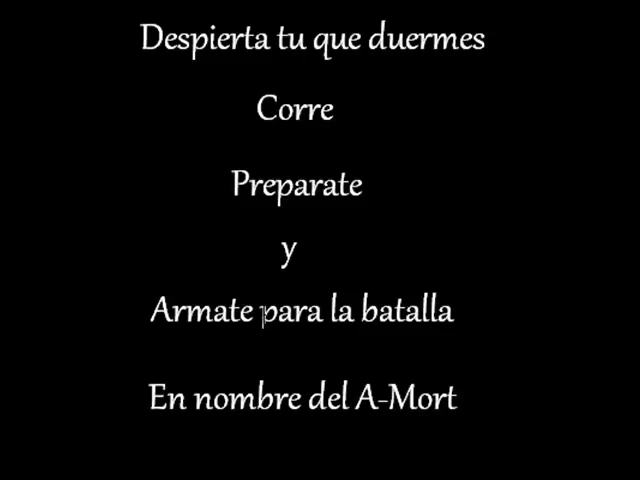 Despierta tu que duermes
Corre
Preparate
y
Armate para la batalla
En nombre del A-Mort